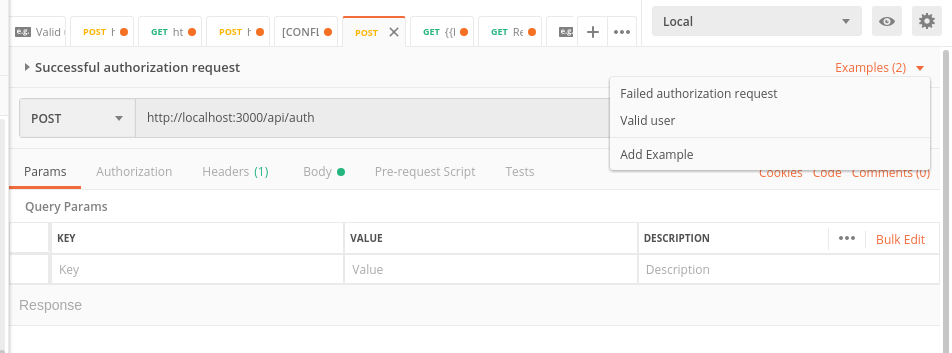 e.g. Valid
POST
GET ht
POST
[CONFL
POST
GET {{
GET Re
e.g.
Local
Successful authorization request
Examples (2)
Failed authorization request
Valid user
Add Example
POST
http://localhost:3000/api/auth
Params Authorization Headers (1) Body Pre-request Script Tests
Cookies Code Comments (0)
Query Params
KEY VALUE DESCRIPTION Bulk Edit
Key Value Description
Response